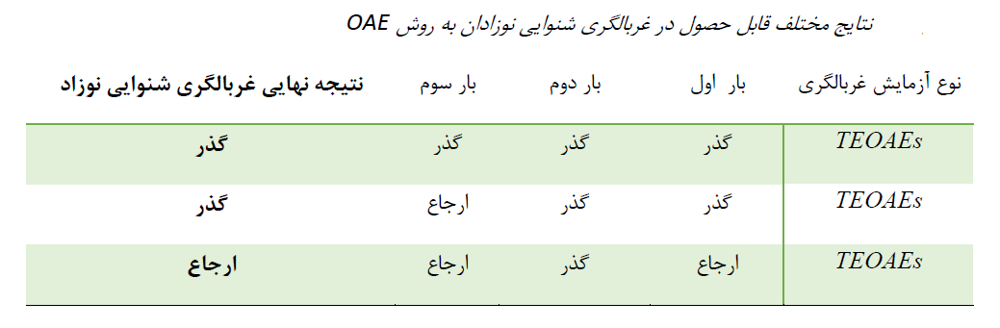 نتایج مختلف قابل حصول در غربالگری شنوایی نوزادان به روش OAE
نوع آزمایش غربالگری بار اول بار دوم بار سوم نتیجه نهایی غربالگری شنوایی نوزاد
TEOAEs گذر گذر گذر گذر
TEOAEs گذر گذر ارجاع گذر
TEOAEs ارجاع گذر ارجاع ارجاع